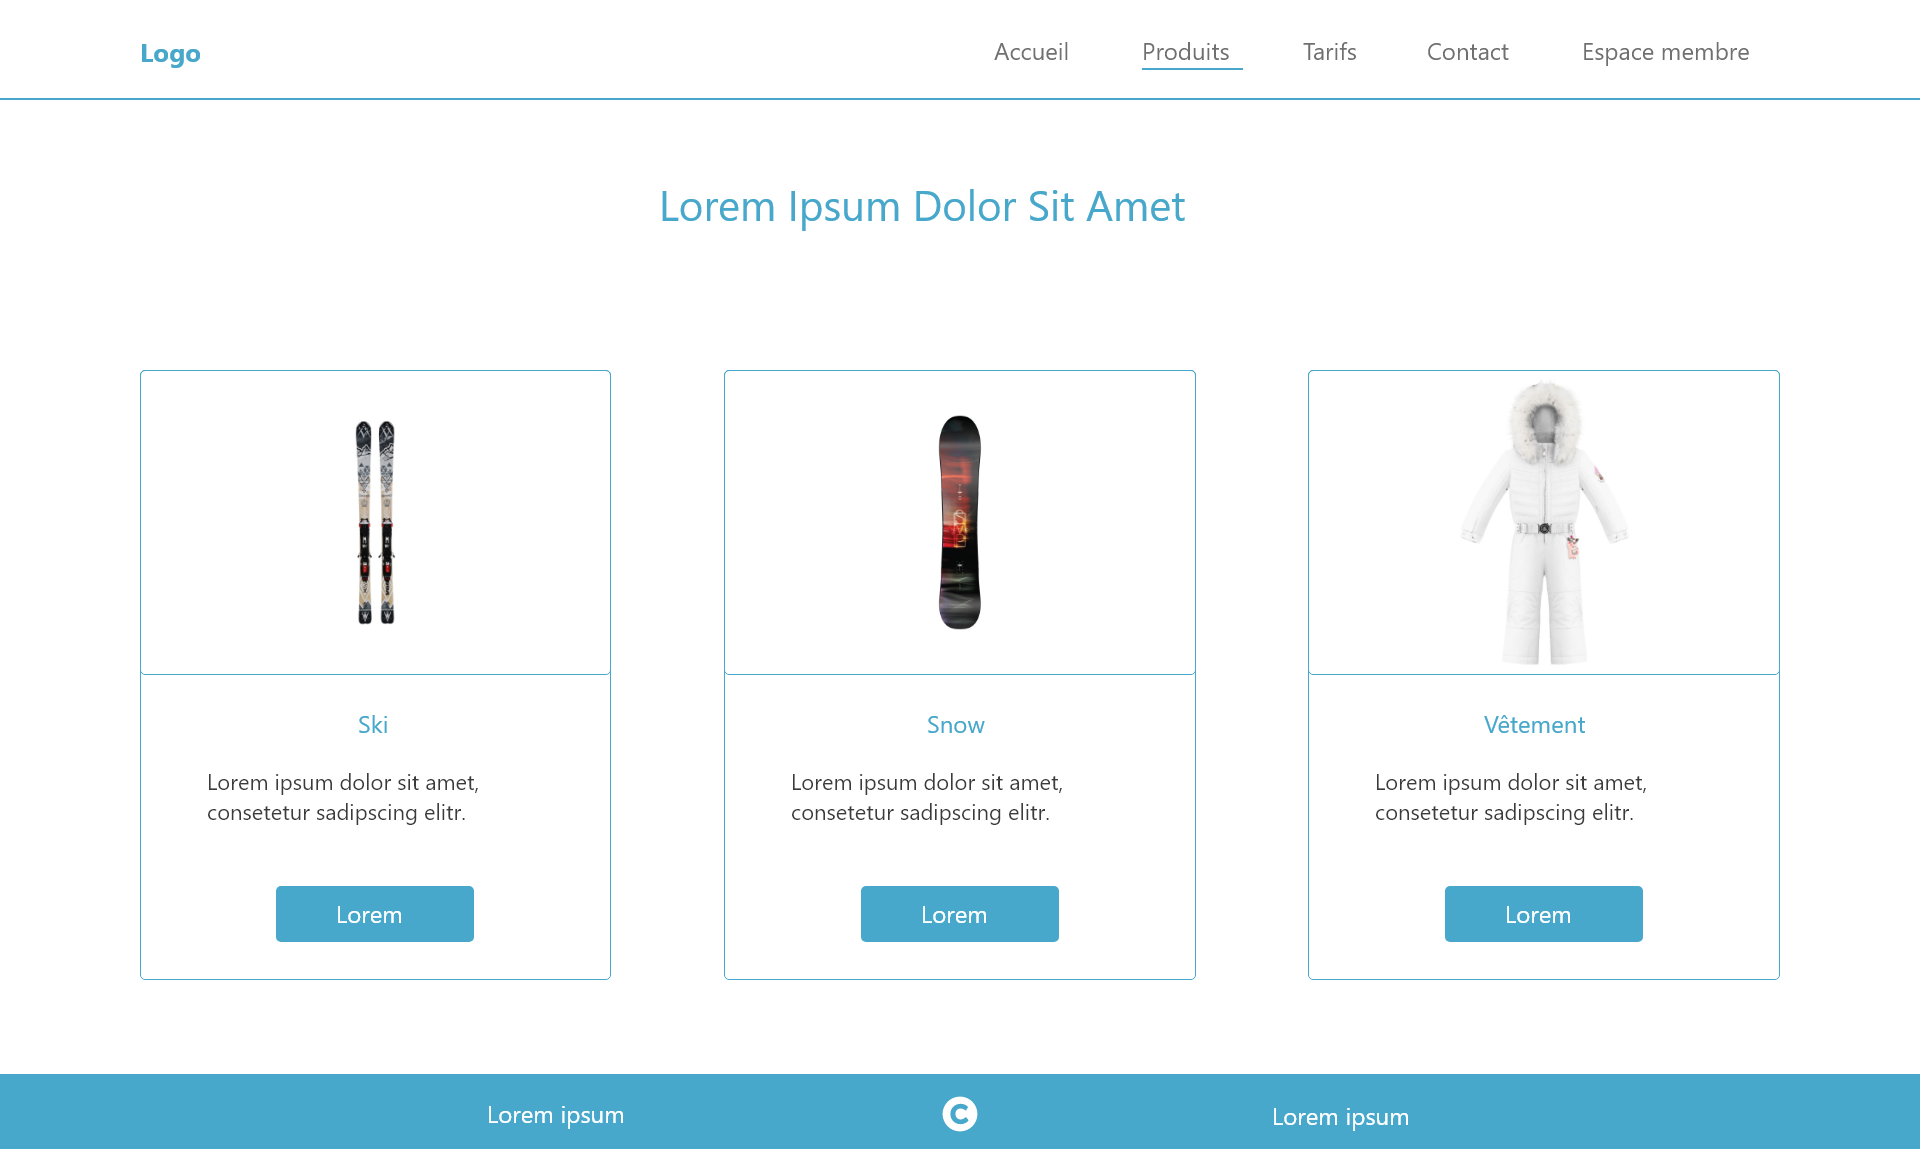 Logo
Accueil
Produits
Tarifs
Contact
Espace membre
Lorem Ipsum Dolor Sit Amet
Ski
Lorem ipsum dolor sit amet,
consetetur sadipscing elitr.
Lorem
Snow
Lorem ipsum dolor sit amet,
consetetur sadipscing elitr.
Lorem
Vêtement
Lorem ipsum dolor sit amet,
consetetur sadipscing elitr.
Lorem
Lorem ipsum
©
Lorem ipsum